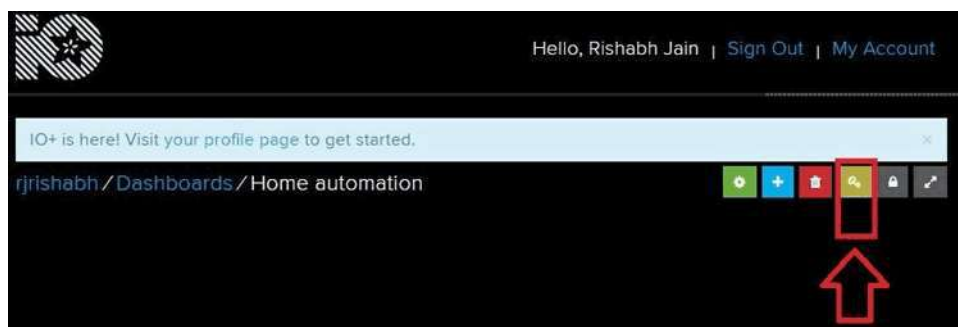 iO
Hello, Rishabh Jain | Sign Out | My Account
IO+ is here! Visit your profile page to get started. ×
rjrishabh / Dashboards / Home automation